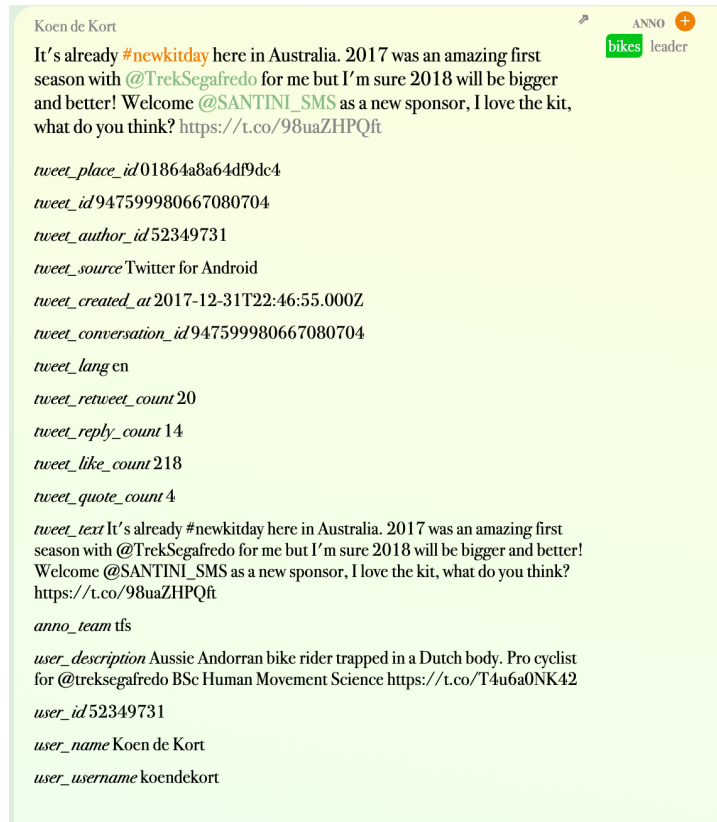 Koen de Kort
⇗ ANNO +
bikes leader
It's already #newkitday here in Australia. 2017 was an amazing first
season with @TrekSegafredo for me but I'm sure 2018 will be bigger
and better! Welcome @SANTINI_SMS as a new sponsor, I love the kit,
what do you think? https://t.co/98uaZHPQft
tweet_place_id 01864a8a64df9dc4
tweet_id 947599980667080704
tweet_author_id 52349731
tweet_source Twitter for Android
tweet_created_at 2017-12-31T22:46:55.000Z
tweet_conversation_id 947599980667080704
tweet_lang en
tweet_retweet_count 20
tweet_reply_count 14
tweet_like_count 218
tweet_quote_count 4
tweet_text It's already #newkitday here in Australia. 2017 was an amazing first
season with @TrekSegafredo for me but I'm sure 2018 will be bigger and better!
Welcome @SANTINI_SMS as a new sponsor, I love the kit, what do you think?
https://t.co/98uaZHPQft
anno_team tfs
user_description Aussie Andorran bike rider trapped in a Dutch body. Pro cyclist
for @treksegafredo BSc Human Movement Science https://t.co/T4u6a0NK42
user_id 52349731
user_name Koen de Kort
user_username koendekort